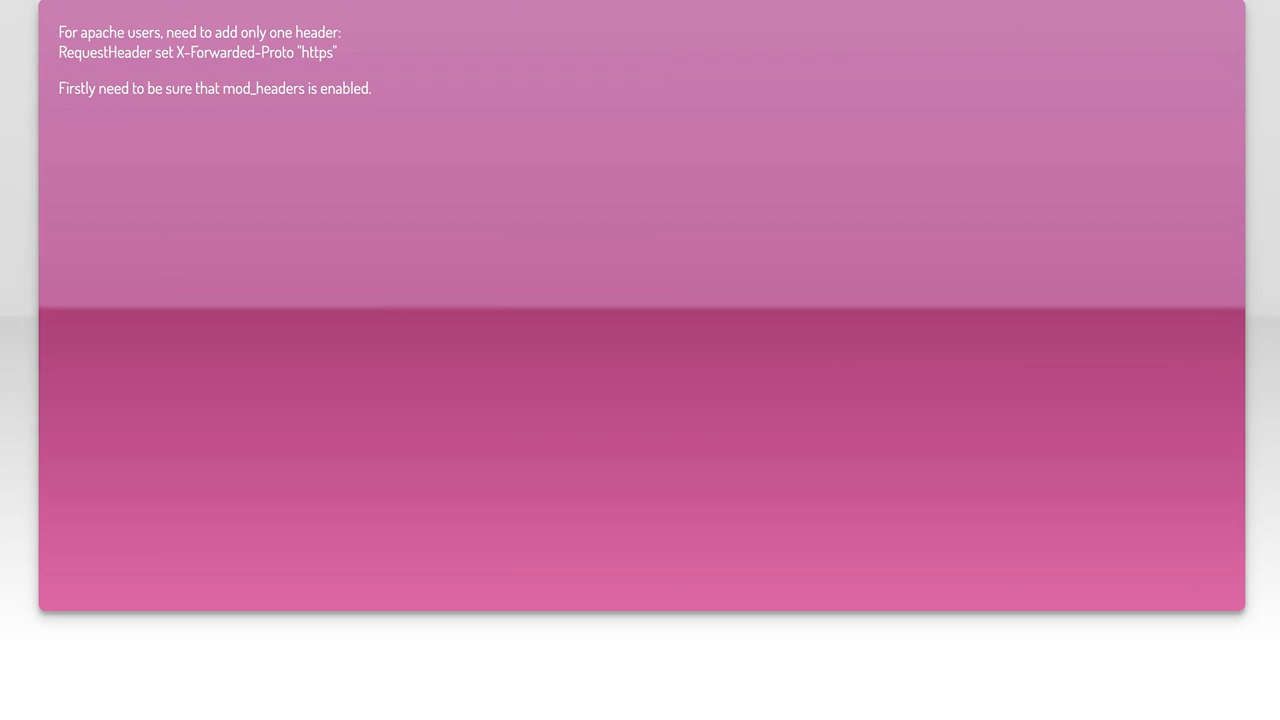 For apache users, need to add only one header:
RequestHeader set X-Forwarded-Proto "https"
Firstly need to be sure that mod_headers is enabled.